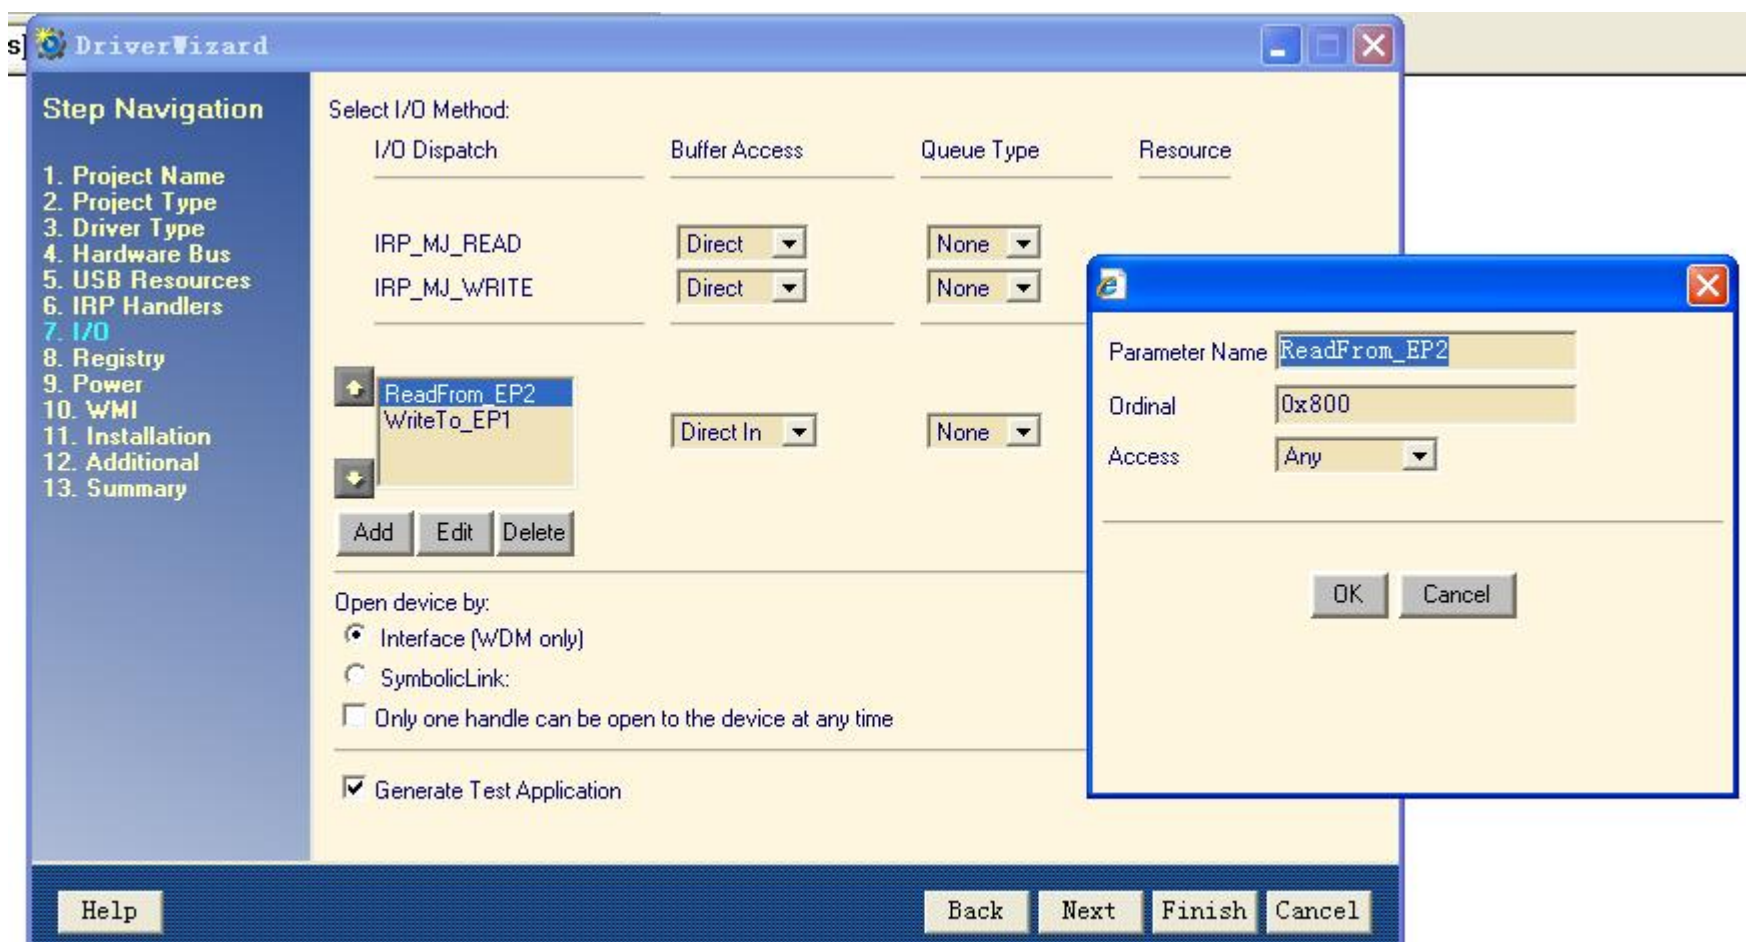 s]
DriverWizard
Step Navigation
1. Project Name
2. Project Type
3. Driver Type
4. Hardware Bus
5. USB Resources
6. IRP Handlers
7. I/O
8. Registry
9. Power
10. WMI
11. Installation
12. Additional
13. Summary
Select I/O Method:
I/O Dispatch Buffer Access Queue Type Resource
IRP_MJ_READ Direct None
IRP_MJ_WRITE Direct None
ReadFrom_EP2
WriteTo_EP1
Direct In None
Add Edit Delete
Open device by:
Interface (WDM only)
SymbolicLink:
Only one handle can be open to the device at any time
Generate Test Application
Help Back Next Finish Cancel
Parameter Name ReadFrom_EP2
Ordinal 0x800
Access Any
OK Cancel